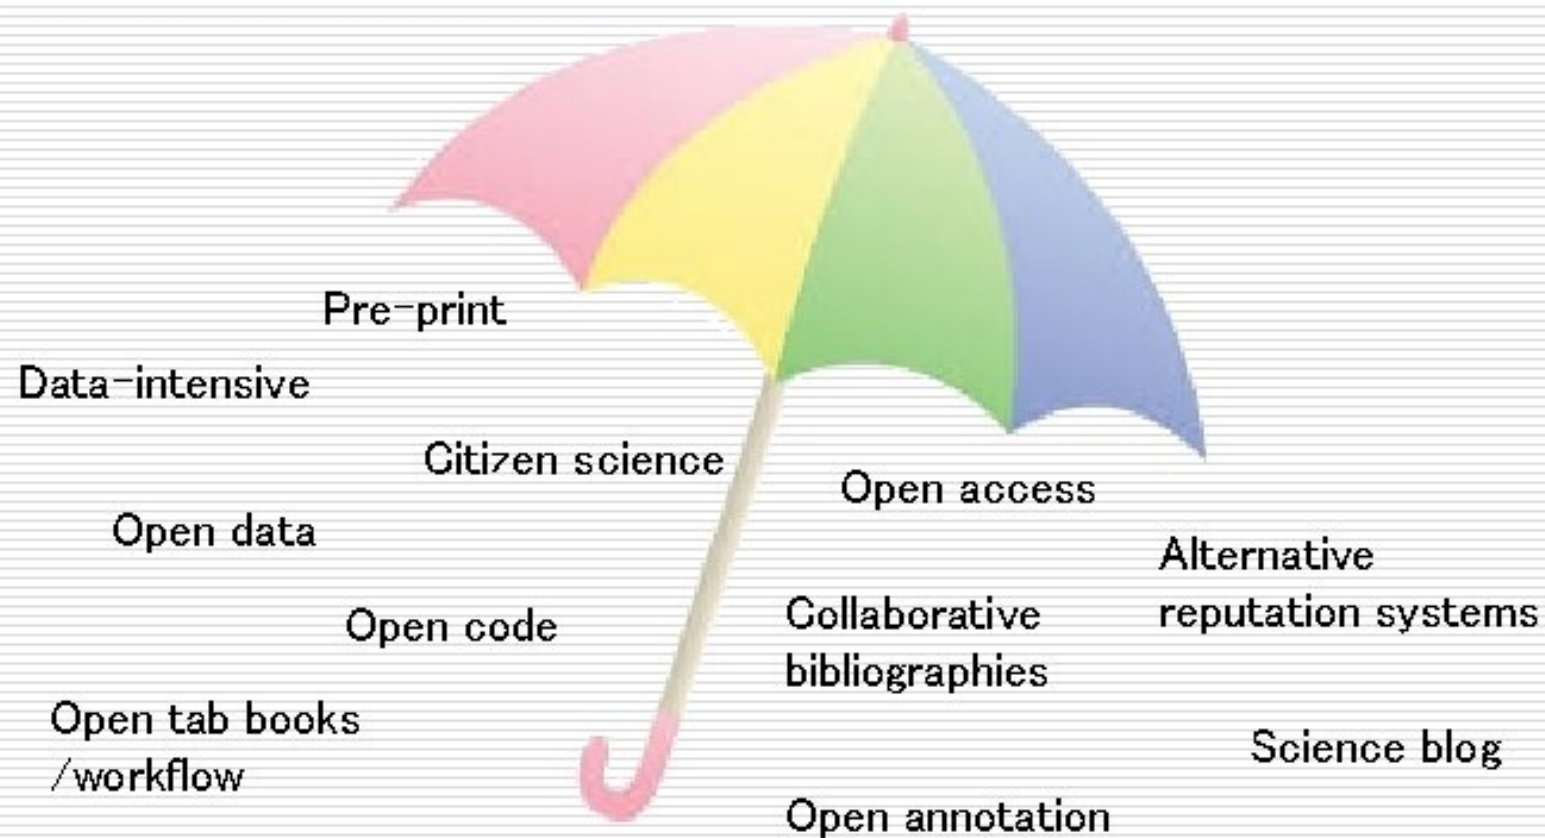 Pre-print
Data-intensive
Citizen science
Open access
Open data
Alternative
reputation systems
Open code
Collaborative
bibliographies
Open tab books
/workflow
Science blog
Open annotation